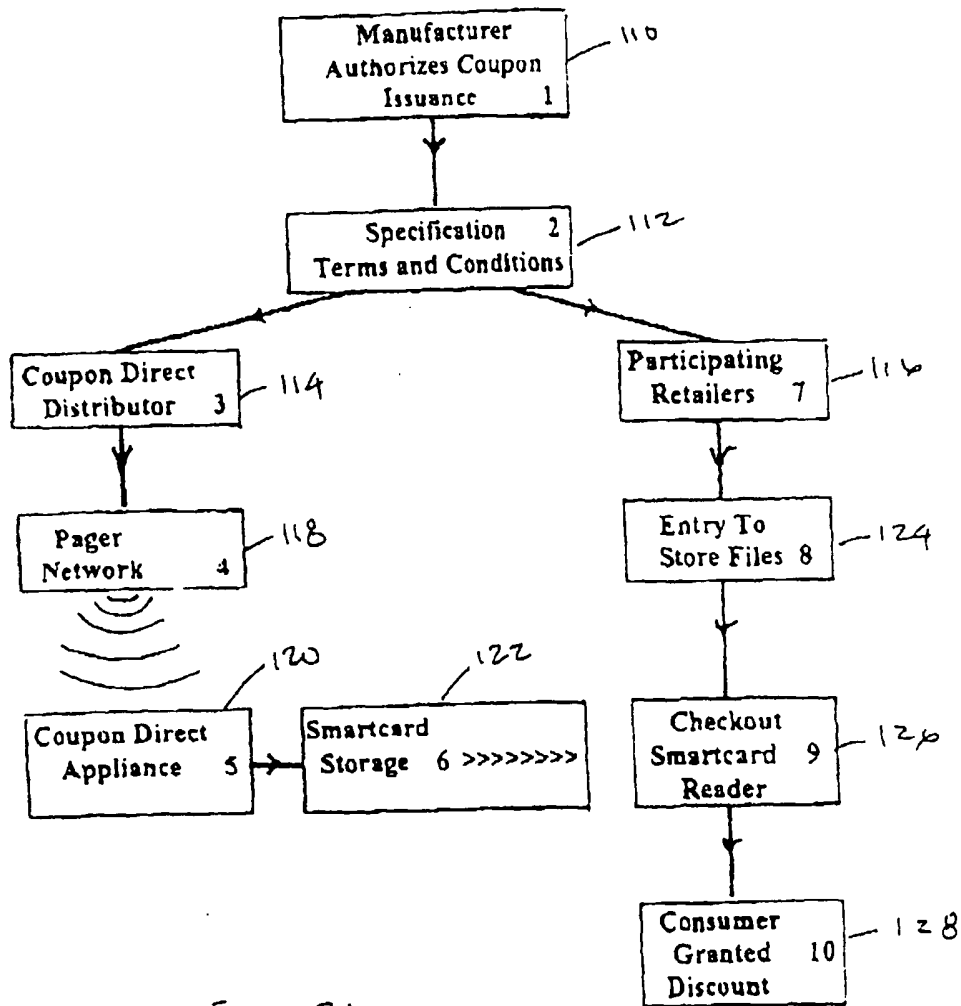 Manufacturer
Authorizes Coupon
Issuance 1
110
Specification 2
Terms and Conditions
112
Coupon Direct
Distributor 3
114
Participating
Retailers 7
116
Pager
Network 4
118
Entry To
Store Files 8
124
120
122
Coupon Direct
Appliance 5
Smartcard
Storage 6 >>>>>>>>
Checkout
Smartcard 9
Reader
126
Consumer
Granted 10
Discount
128